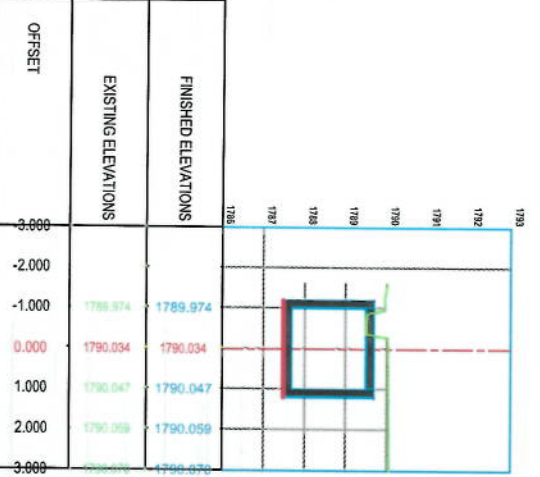 OFFSET
EXISTING ELEVATIONS
FINISHED ELEVATIONS
1786
1787
1788
1789
1790
1791
1792
1793
-3.000
-2.000
-1.000 1789.974 1789.974
0.000 1790.034 1790.034
1.000 1790.047 1790.047
2.000 1790.059 1790.059
3.000